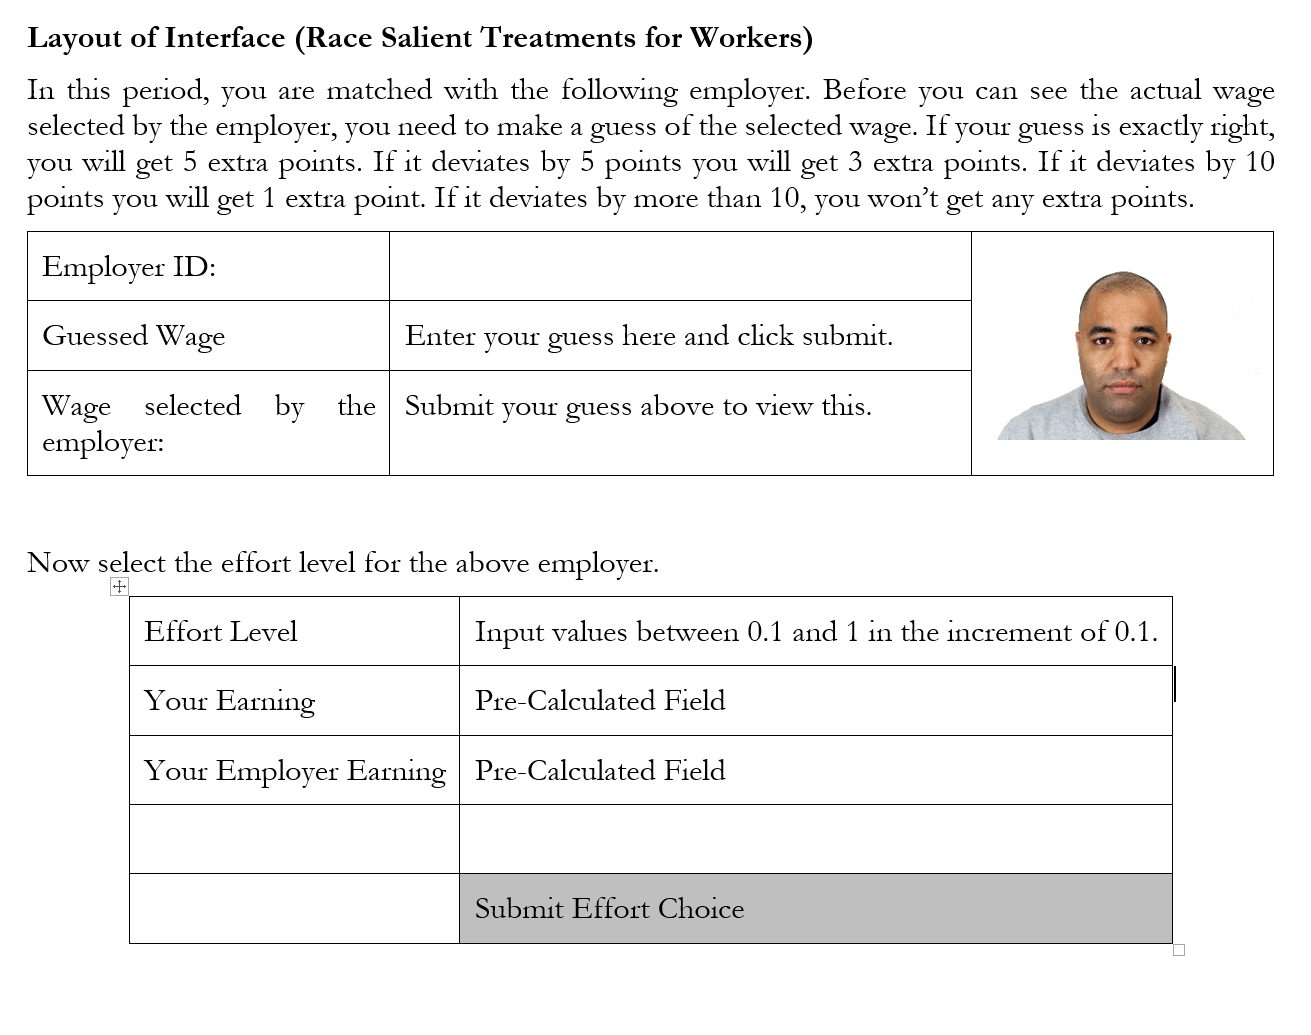 Layout of Interface (Race Salient Treatments for Workers)
In this period, you are matched with the following employer. Before you can see the actual wage
selected by the employer, you need to make a guess of the selected wage. If your guess is exactly right,
you will get 5 extra points. If it deviates by 5 points you will get 3 extra points. If it deviates by 10
points you will get 1 extra point. If it deviates by more than 10, you won’t get any extra points.
Employer ID:
Guessed Wage
Enter your guess here and click submit.
Wage selected by the
employer:
Submit your guess above to view this.
Now select the effort level for the above employer.
Effort Level
Input values between 0.1 and 1 in the increment of 0.1.
Your Earning
Pre-Calculated Field
Your Employer Earning
Pre-Calculated Field
Submit Effort Choice